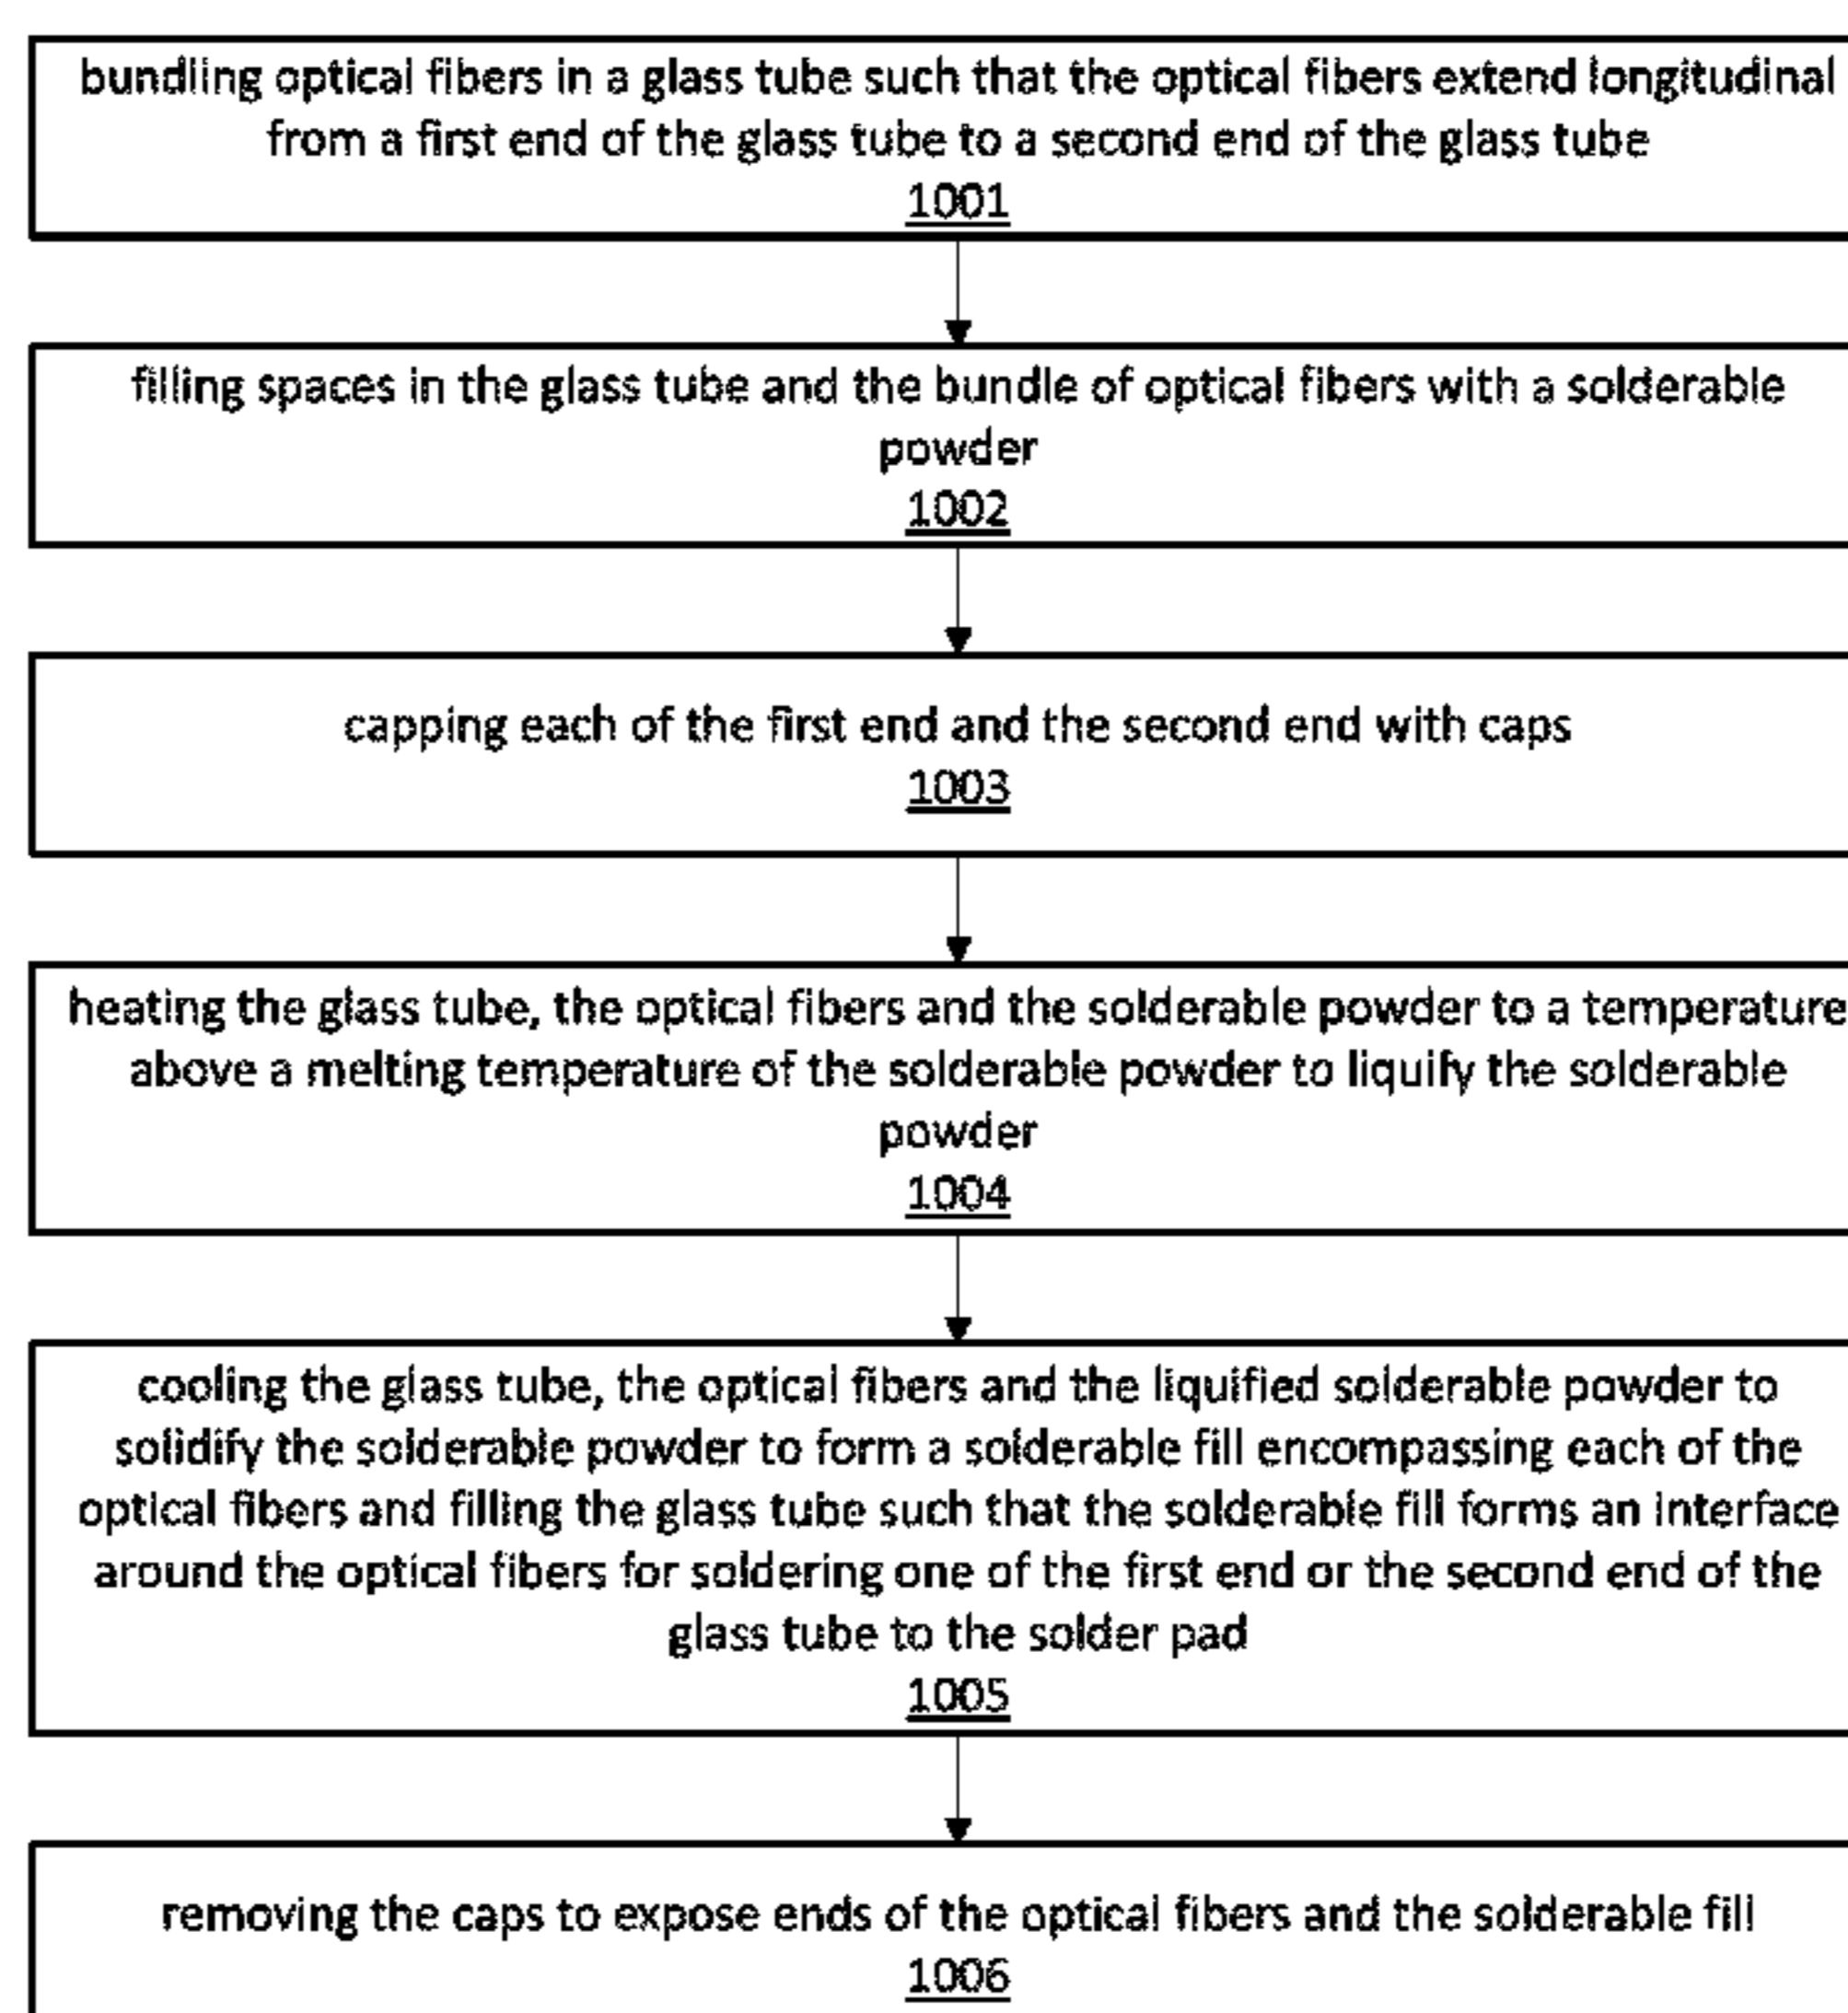 bundling optical fibers in a glass tube such that the optical fibers extend longitudinal
from a first end of the glass tube to a second end of the glass tube
1001
filling spaces in the glass tube and the bundle of optical fibers with a solderable
powder
1002
capping each of the first end and the second end with caps
1003
heating the glass tube, the optical fibers and the solderable powder to a temperature
above a melting temperature of the solderable powder to liquify the solderable
powder
1004
cooling the glass tube, the optical fibers and the liquified solderable powder to
solidify the solderable powder to form a solderable fill encompassing each of the
optical fibers and filling the glass tube such that the solderable fill forms an interface
around the optical fibers for soldering one of the first end or the second end of the
glass tube to the solder pad
1005
removing the caps to expose ends of the optical fibers and the solderable fill
1006